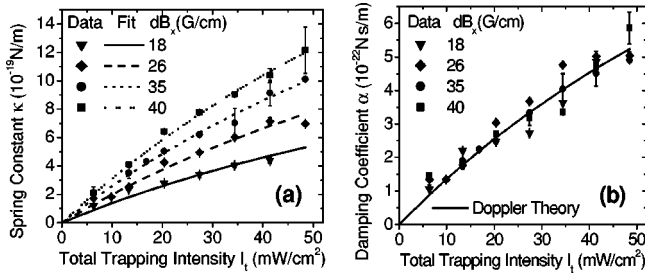 Data Fit dBₓ(G/cm)
18
26
35
40
14
12
10
8
6
4
2
0
0 10 20 30 40 50
Spring Constant κ (10⁻¹⁹N/m)
Total Trapping Intensity Iₜ (mW/cm²)
(a)
Data dBₓ(G/cm)
18
26
35
40
6
5
4
3
2
1
0
0 10 20 30 40 50
Damping Coefficient α (10⁻²²N s/m)
Doppler Theory
Total Trapping Intensity Iₜ (mW/cm²)
(b)